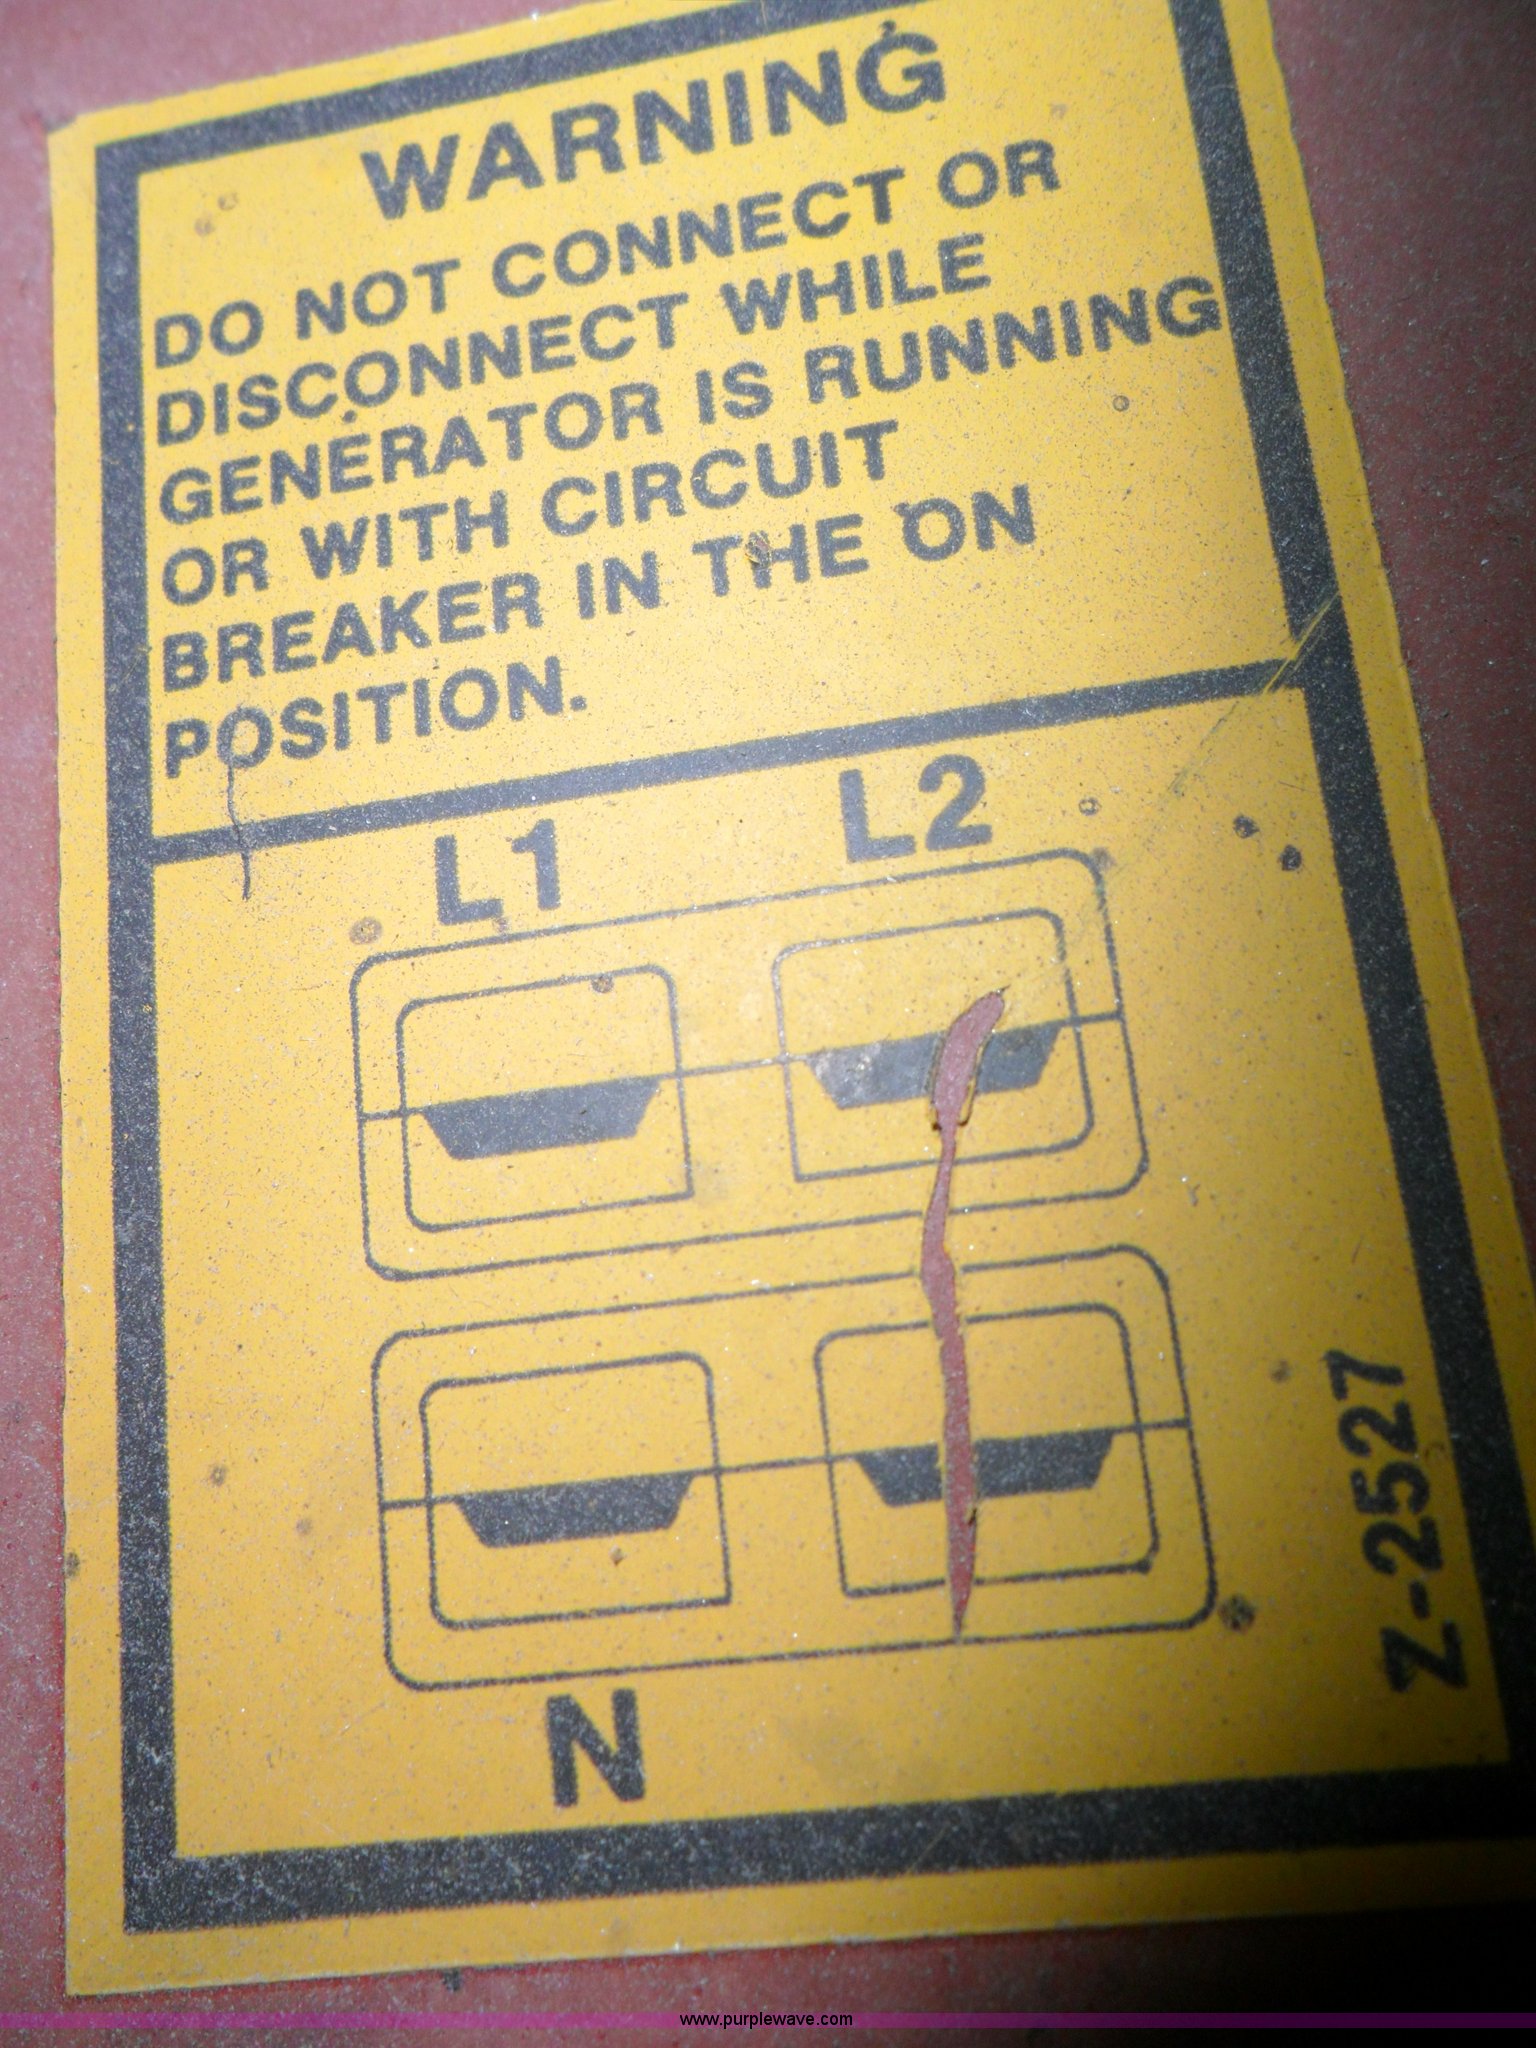 WARNING
DO NOT CONNECT OR
DISCONNECT WHILE
GENERATOR IS RUNNING
OR WITH CIRCUIT
BREAKER IN THE ON
POSITION.
L1 L2
N
Z-2527
www.purplewave.com